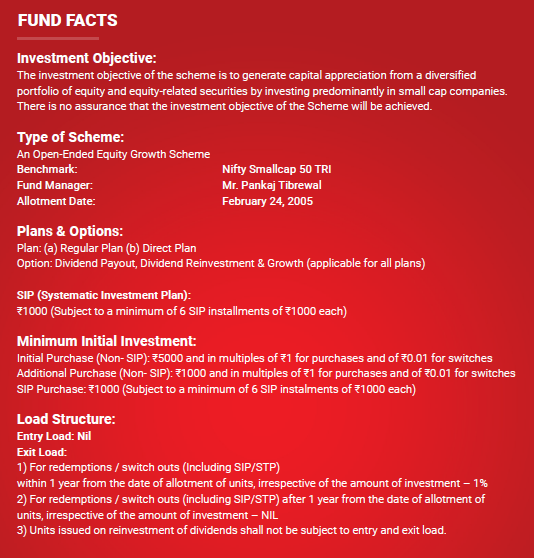 FUND FACTS
Investment Objective:
The investment objective of the scheme is to generate capital appreciation from a diversified
portfolio of equity and equity-related securities by investing predominantly in small cap companies.
There is no assurance that the investment objective of the Scheme will be achieved.
Type of Scheme:
An Open-Ended Equity Growth Scheme
Benchmark: Nifty Smallcap 50 TRI
Fund Manager: Mr. Pankaj Tibrewal
Allotment Date: February 24, 2005
Plans & Options:
Plan: (a) Regular Plan (b) Direct Plan
Option: Dividend Payout, Dividend Reinvestment & Growth (applicable for all plans)
SIP (Systematic Investment Plan):
₹1000 (Subject to a minimum of 6 SIP installments of ₹1000 each)
Minimum Initial Investment:
Initial Purchase (Non- SIP): ₹5000 and in multiples of ₹1 for purchases and of ₹0.01 for switches
Additional Purchase (Non- SIP): ₹1000 and in multiples of ₹1 for purchases and of ₹0.01 for switches
SIP Purchase: ₹1000 (Subject to a minimum of 6 SIP instalments of ₹1000 each)
Load Structure:
Entry Load: Nil
Exit Load:
1) For redemptions / switch outs (Including SIP/STP)
within 1 year from the date of allotment of units, irrespective of the amount of investment – 1%
2) For redemptions / switch outs (including SIP/STP) after 1 year from the date of allotment of
units, irrespective of the amount of investment – NIL
3) Units issued on reinvestment of dividends shall not be subject to entry and exit load.